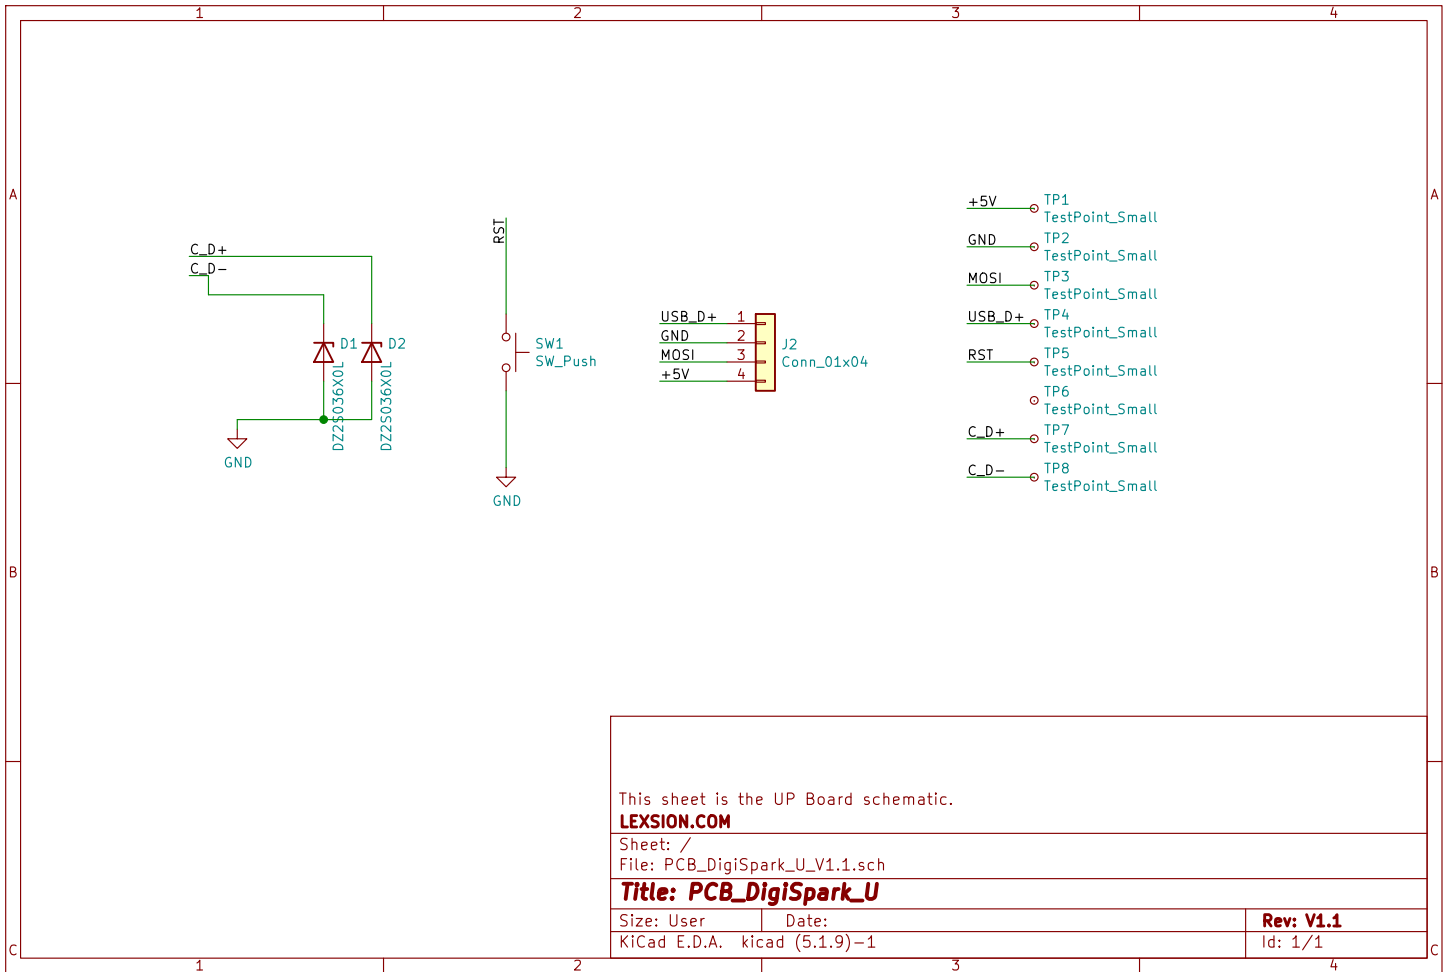 1 2 3 4
A A
B B
C C
C_D+
C_D-
D1
DZ2S036X0L
D2
DZ2S036X0L
GND
RST
SW1
SW_Push
GND
USB_D+ 1
GND 2
MOSI 3
+5V 4
J2
Conn_01x04
+5V
TP1
TestPoint_Small
GND
TP2
TestPoint_Small
MOSI
TP3
TestPoint_Small
USB_D+
TP4
TestPoint_Small
RST
TP5
TestPoint_Small
TP6
TestPoint_Small
C_D+
TP7
TestPoint_Small
C_D-
TP8
TestPoint_Small
This sheet is the UP Board schematic.
LEXSION.COM
Sheet: /
File: PCB_DigiSpark_U_V1.1.sch
Title: PCB_DigiSpark_U
Size: User Date: Rev: V1.1
KiCad E.D.A. kicad (5.1.9)-1 Id: 1/1
1 2 3 4